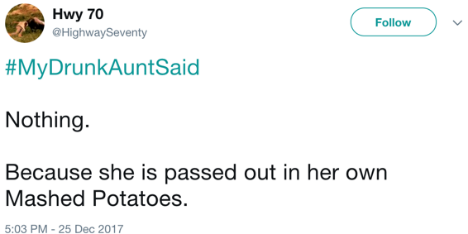 Hwy 70
@HighwaySeventy
Follow
#MyDrunkAuntSaid
Nothing.
Because she is passed out in her own
Mashed Potatoes.
5:03 PM - 25 Dec 2017